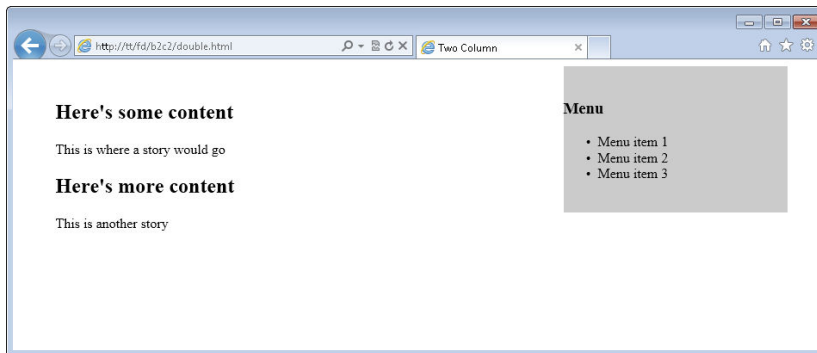 http://tt/fd/b2c2/double.html
Two Column
Here's some content
This is where a story would go
Here's more content
This is another story
Menu
• Menu item 1
• Menu item 2
• Menu item 3